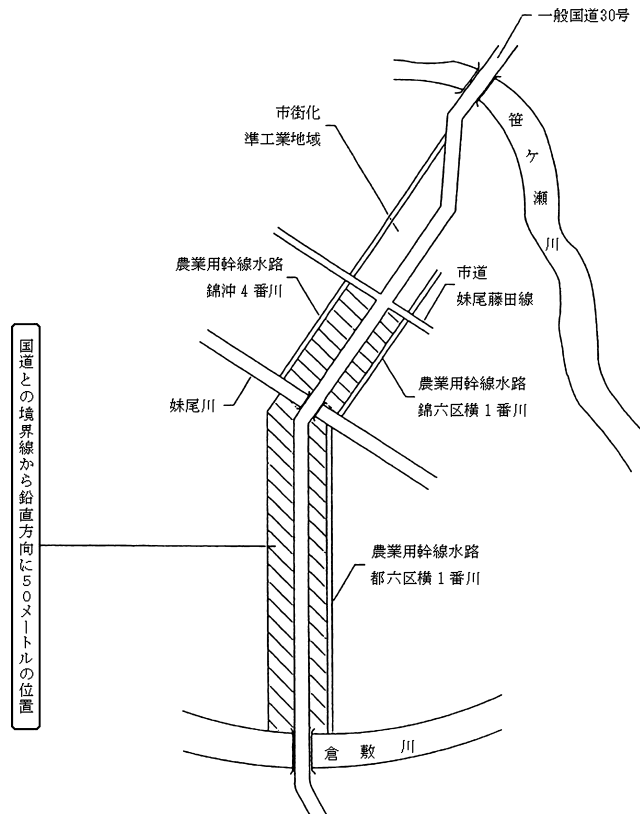 一般国道30号
市街化
準工業地域
笹ケ瀬川
農業用幹線水路
錦沖4番川
市道
妹尾藤田線
農業用幹線水路
錦六区横1番川
妹尾川
国道との境界線から鉛直方向に50メートルの位置
農業用幹線水路
都六区横1番川
倉敷川